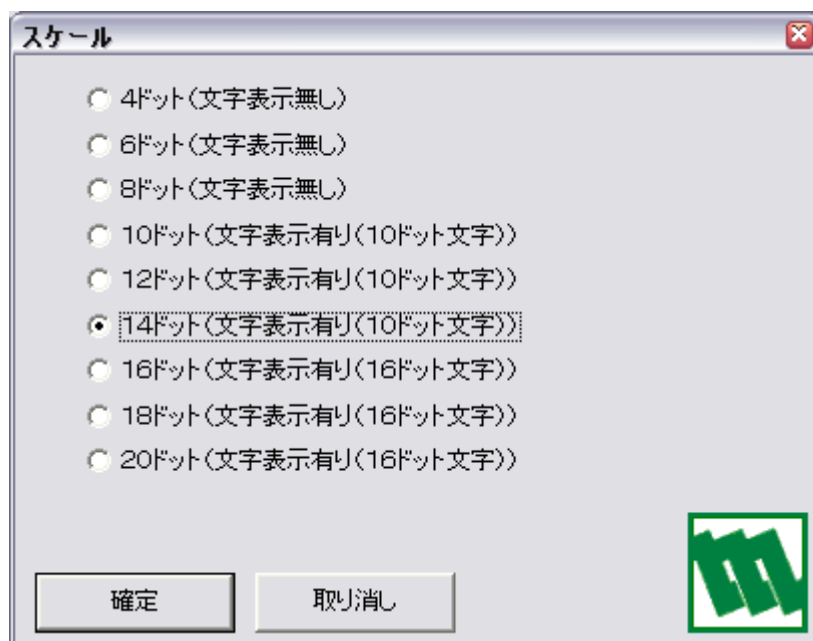 スケール
4ドット(文字表示無し)
6ドット(文字表示無し)
8ドット(文字表示無し)
10ドット(文字表示有り(10ドット文字))
12ドット(文字表示有り(10ドット文字))
14ドット(文字表示有り(10ドット文字))
16ドット(文字表示有り(16ドット文字))
18ドット(文字表示有り(16ドット文字))
20ドット(文字表示有り(16ドット文字))
確定
取り消し